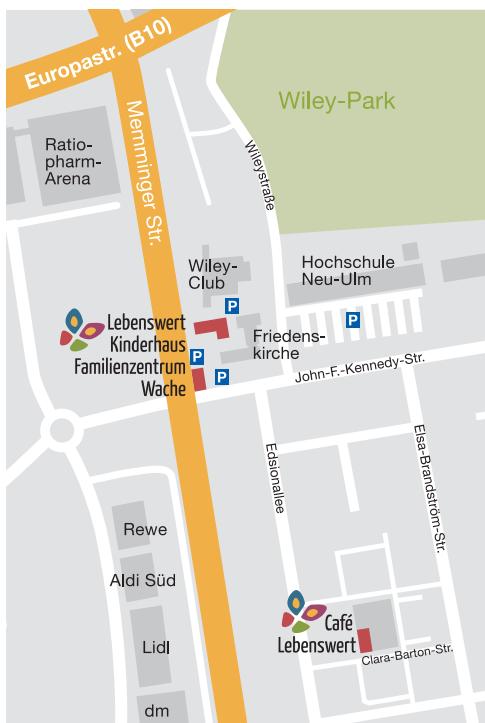 Europastr. (B10)
Memminger Str.
Wiley-Park
Ratio-
pharm-
Arena
Wileystraße
Wiley-
Club
Hochschule
Neu-Ulm
P
P
Lebenswert
Kinderhaus
Familienzentrum
Wache
Friedens-
kirche
P
P
John-F.-Kennedy-Str.
Edsionallee
Elsa-Brandström-Str.
Rewe
Aldi Süd
Lidl
dm
Café
Lebenswert
Clara-Barton-Str.